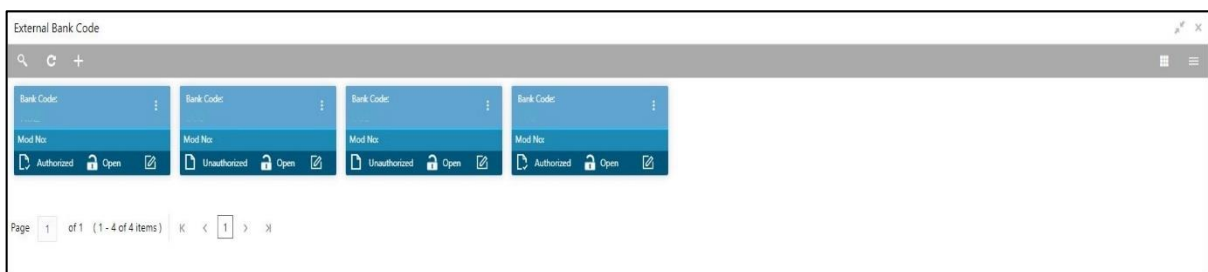 External Bank Code
Bank Code: Bank Code: Bank Code: Bank Code:
Mod No: Mod No: Mod No: Mod No:
Authorized Open Unauthorized Open Unauthorized Open Authorized Open
Page 1 of 1 (1 - 4 of 4 items) K < 1 > >|